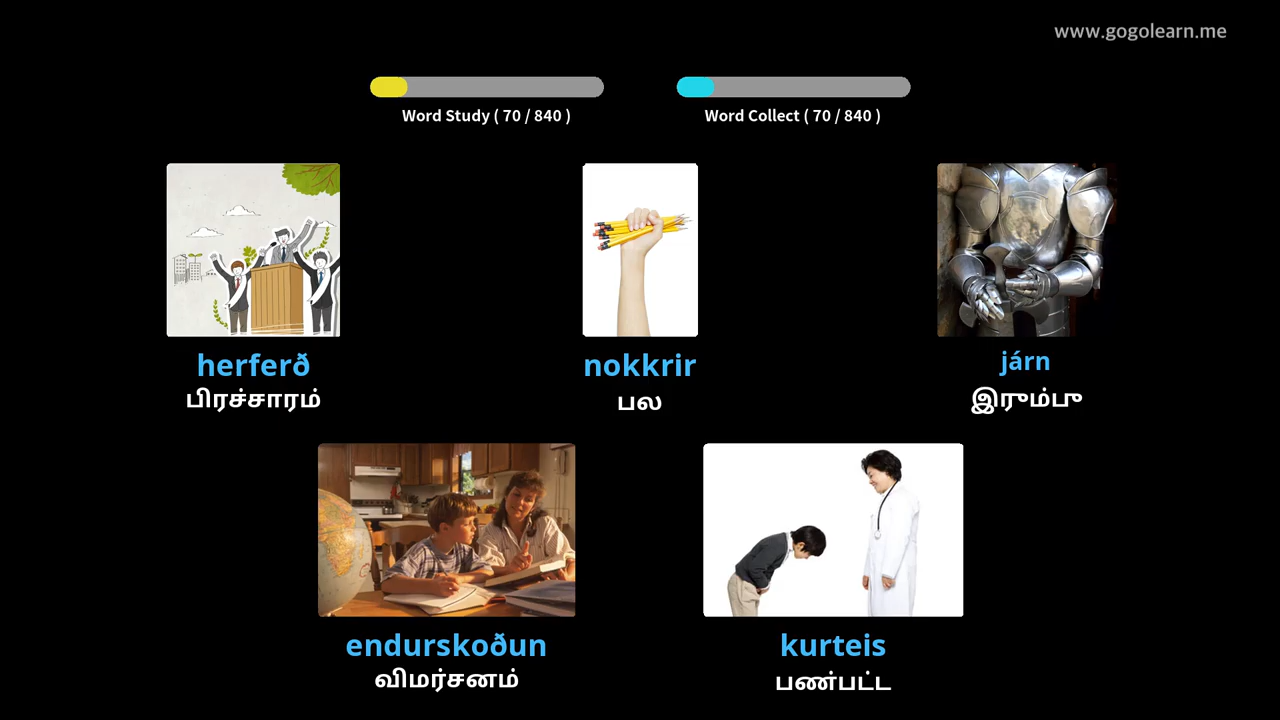 www.gogolearn.me
Word Study ( 70 / 840 )
Word Collect ( 70 / 840 )
herferð
பிரச்சாரம்
nokkrir
பல
járn
இரும்பு
endurskoðun
விமர்சனம்
kurteis
பண்பட்ட